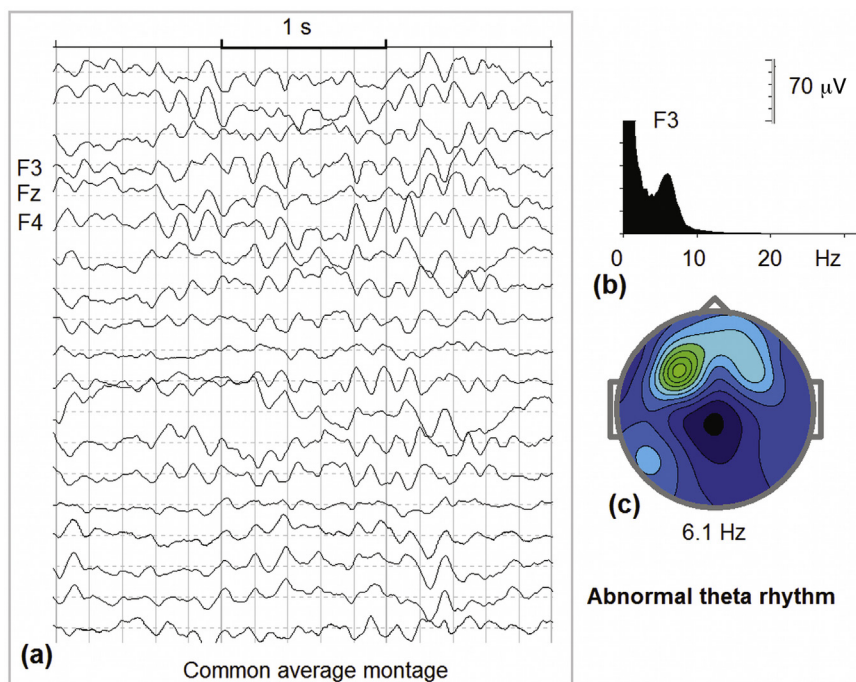 1 s
F3
Fz
F4
(a)
Common average montage
70 µV
F3
0 10 20 Hz
(b)
(c)
6.1 Hz
Abnormal theta rhythm